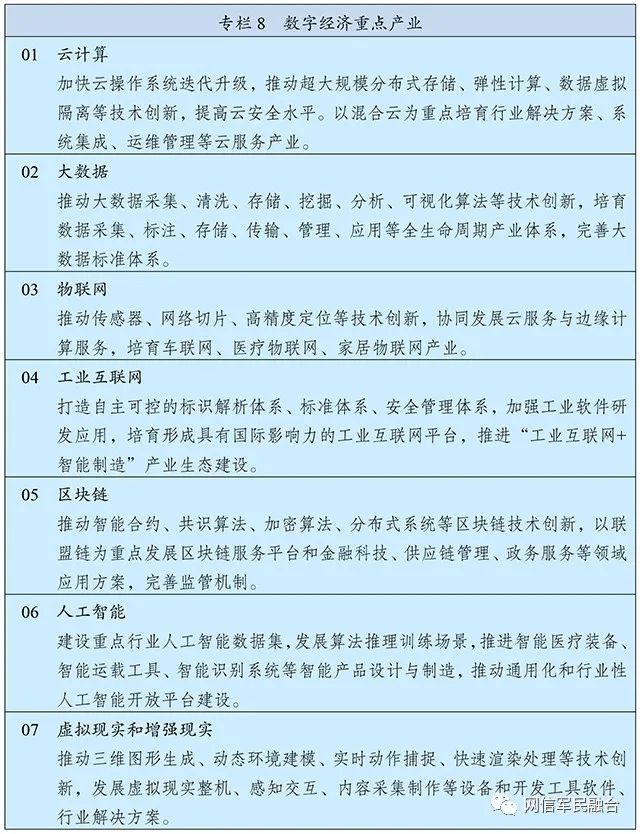 专栏 8 数字经济重点产业
01 云计算
加快云操作系统迭代升级，推动超大规模分布式存储、弹性计算、数据虚拟
隔离等技术创新，提高云安全水平。以混合云为重点培育行业解决方案、系
统集成、运维管理等云服务产业。
02 大数据
推动大数据采集、清洗、存储、挖掘、分析、可视化算法等技术创新，培育
数据采集、标注、存储、传输、管理、应用等全生命周期产业体系，完善大
数据标准体系。
03 物联网
推动传感器、网络切片、高精度定位等技术创新，协同发展云服务与边缘计
算服务，培育车联网、医疗物联网、家居物联网产业。
04 工业互联网
打造自主可控的标识解析体系、标准体系、安全管理体系，加强工业软件研
发应用，培育形成具有国际影响力的工业互联网平台，推进“工业互联网+
智能制造”产业生态建设。
05 区块链
推动智能合约、共识算法、加密算法、分布式系统等区块链技术创新，以联
盟链为重点发展区块链服务平台和金融科技、供应链管理、政务服务等领域
应用方案，完善监管机制。
06 人工智能
建设重点行业人工智能数据集，发展算法推理训练场景，推进智能医疗装备、
智能运载工具、智能识别系统等智能产品设计与制造，推动通用化和行业性
人工智能开放平台建设。
07 虚拟现实和增强现实
推动三维图形生成、动态环境建模、实时动作捕捉、快速渲染处理等技术创
新，发展虚拟现实整机、感知交互、内容采集制作等设备和开发工具软件、
行业解决方案。
网信军民融合